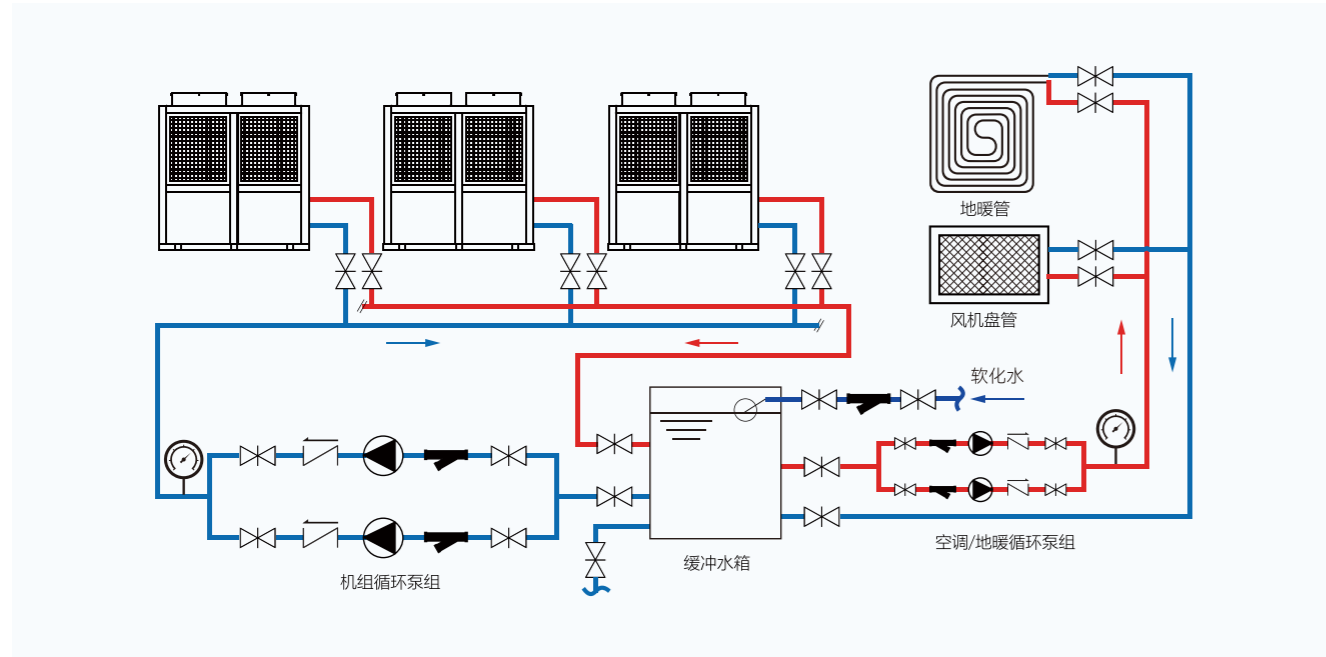 地暖管
风机盘管
软化水
空调/地暖循环泵组
缓冲水箱
机组循环泵组